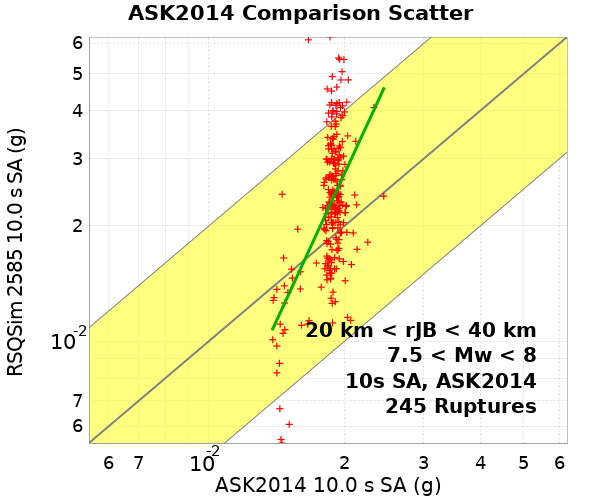 ASK2014 Comparison Scatter
RSQSim 2585 10.0 s SA (g)
6
5
4
3
2
10-2
7
6
20 km < rJB < 40 km
7.5 < Mw < 8
10s SA, ASK2014
245 Ruptures
6 7 10-2 2 3 4 5 6
ASK2014 10.0 s SA (g)